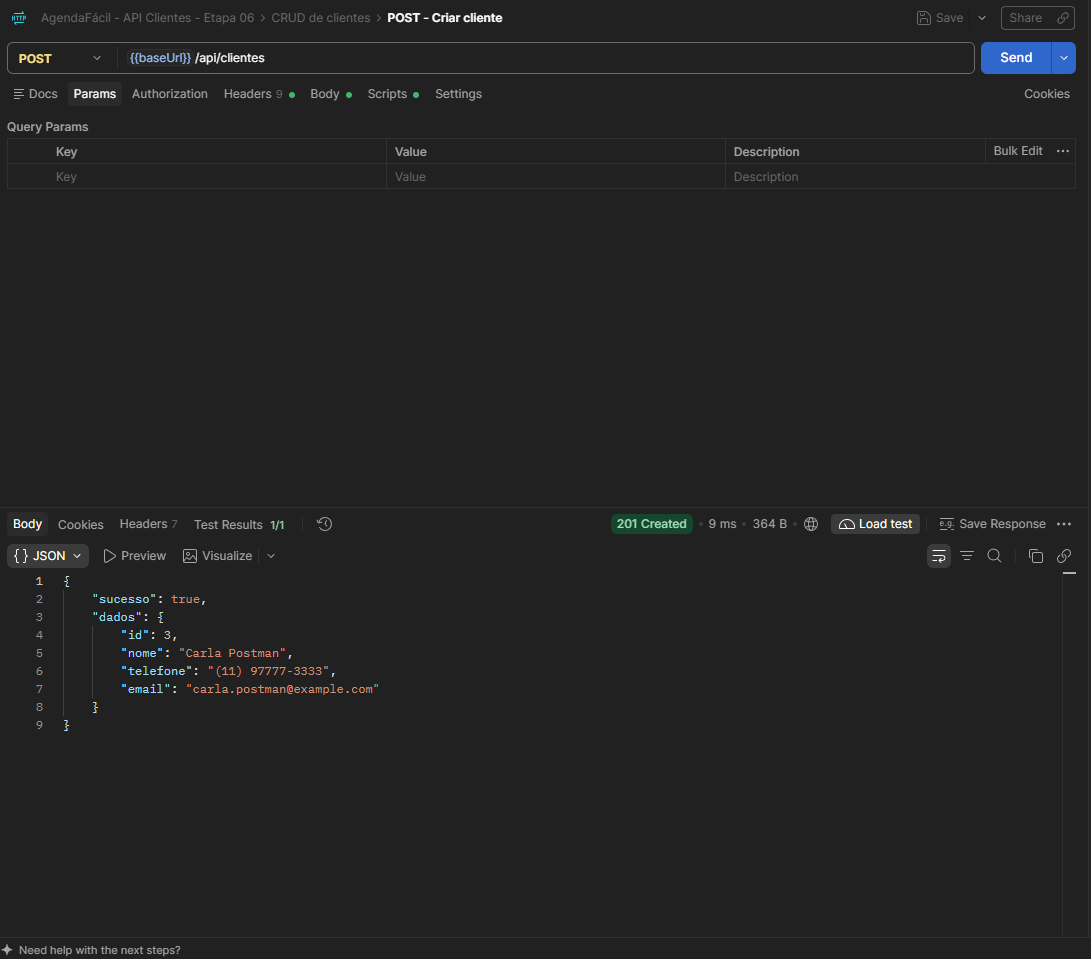 HTTP AgendaFácil - API Clientes - Etapa 06 > CRUD de clientes > POST - Criar cliente Save Share
POST {{baseUrl}} /api/clientes Send
Docs Params Authorization Headers 9 Body Scripts Settings Cookies
Query Params
Key Value Description Bulk Edit ...
Key Value Description
Body Cookies Headers 7 Test Results 1/1 201 Created • 9 ms • 364 B • Load test e.g. Save Response ...
{ } JSON Preview Visualize
1 {
2 "sucesso": true,
3 "dados": {
4 "id": 3,
5 "nome": "Carla Postman",
6 "telefone": "(11) 97777-3333",
7 "email": "carla.postman@example.com"
8 }
9 }
Need help with the next steps?